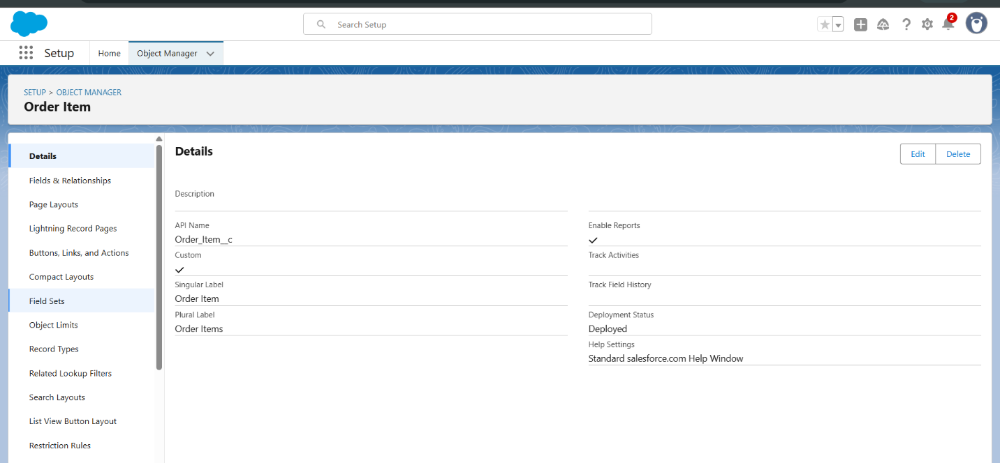 Search Setup
2
Setup
Home
Object Manager
SETUP > OBJECT MANAGER
Order Item
Details
Fields & Relationships
Page Layouts
Lightning Record Pages
Buttons, Links, and Actions
Compact Layouts
Field Sets
Object Limits
Record Types
Related Lookup Filters
Search Layouts
List View Button Layout
Restriction Rules
Details
Edit
Delete
Description
API Name
Order_Item__c
Custom
Singular Label
Order Item
Plural Label
Order Items
Enable Reports
Track Activities
Track Field History
Deployment Status
Deployed
Help Settings
Standard salesforce.com Help Window